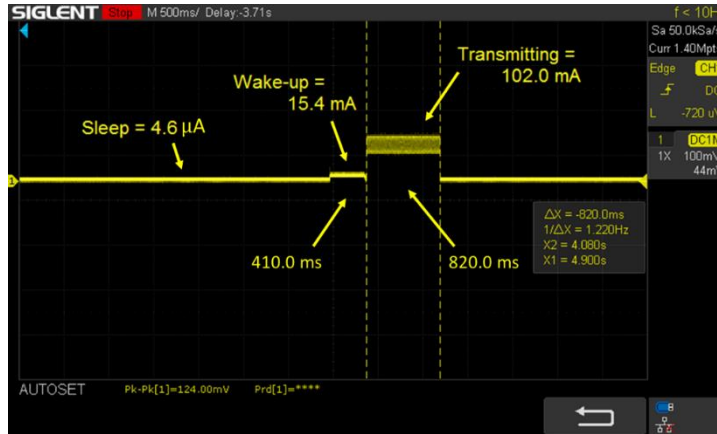 SIGLENT Stop M 500ms/ Delay:-3.71s f < 10H
Sa 50.0kSa/s
Curr 1.40Mpt
Edge CH
DC
L -720 uV
1 DC1M
1X 100mV
44mV
Transmitting =
102.0 mA
Wake-up =
15.4 mA
Sleep = 4.6 µA
1
410.0 ms
820.0 ms
ΔX = -820.0ms
1/ΔX = 1.220Hz
X2 = 4.080s
X1 = 4.900s
AUTOSET Pk-Pk[1]=124.00mV Prd[1]=****